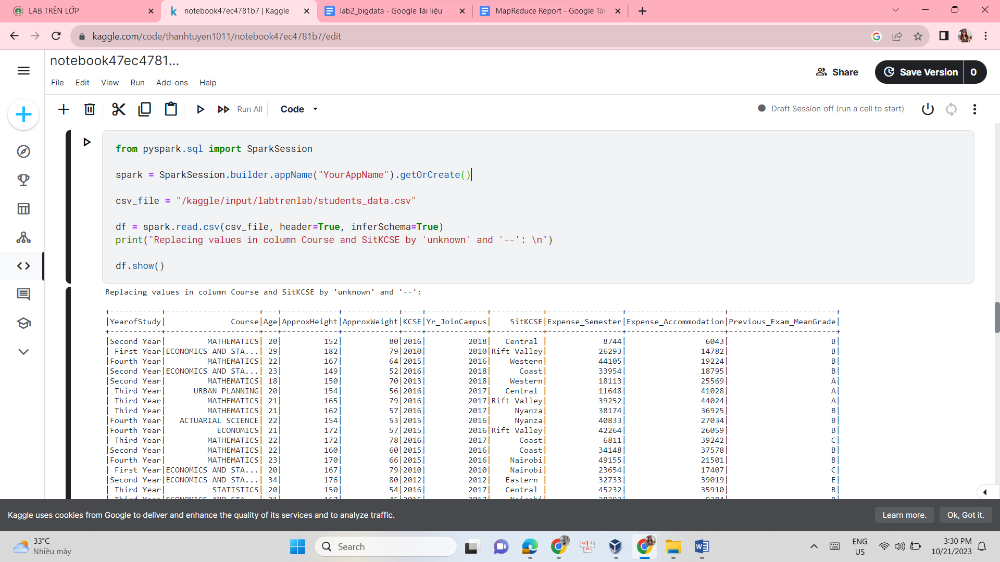 LAB TRÊN LỚP
notebook47ec4781b7 | Kaggle
lab2_bigdata - Google Tài liệu
MapReduce Report - Google Tài
kaggle.com/code/thanhtuyen1011/notebook47ec4781b7/edit
notebook47ec4781...
File Edit View Run Add-ons Help
Share
Save Version 0
Run All
Code
Draft Session off (run a cell to start)
from pyspark.sql import SparkSession
spark = SparkSession.builder.appName("YourAppName").getOrCreate()
csv_file = "/kaggle/input/labtrenlab/students_data.csv"
df = spark.read.csv(csv_file, header=True, inferSchema=True)
print("Replacing values in column Course and SitKCSE by 'unknown' and '--': \n")
df.show()
Replacing values in column Course and SitKCSE by 'unknown' and '--':
+-----------+--------------------+---+------------+------------+----+-------------+-----------+----------------+---------------------+-----------------------+
|YearofStudy|              Course|Age|ApproxHeight|ApproxWeight|KCSE|Yr_JoinCampus|    SitKCSE|Expense_Semester|Expense_Accommodation|Previous_Exam_MeanGrade|
+-----------+--------------------+---+------------+------------+----+-------------+-----------+----------------+---------------------+-----------------------+
|Second Year|         MATHEMATICS| 20|         152|          80|2016|         2018|   Central |            8744|                 6043|                      B|
| First Year|ECONOMICS AND STA...| 29|         182|          79|2010|         2010|Rift Valley|           26293|                14782|                      B|
|Fourth Year|         MATHEMATICS| 22|         167|          64|2015|         2016|    Western|           44105|                19224|                      B|
|Second Year|ECONOMICS AND STA...| 23|         149|          52|2016|         2018|      Coast|           33954|                18795|                      B|
|Second Year|         MATHEMATICS| 18|         150|          70|2013|         2018|    Western|           18113|                25569|                      A|
| Third Year|      URBAN PLANNING| 20|         154|          56|2016|         2017|   Central |           11648|                41028|                      A|
| Third Year|         MATHEMATICS| 21|         165|          79|2016|         2017|Rift Valley|           39252|                44024|                      A|
| Third Year|         MATHEMATICS| 21|         162|          57|2016|         2017|     Nyanza|           38174|                36925|                      B|
|Fourth Year|   ACTUARIAL SCIENCE| 22|         154|          53|2015|         2016|     Nyanza|           40833|                27034|                      B|
|Fourth Year|           ECONOMICS| 21|         172|          57|2015|         2016|Rift Valley|           42264|                26059|                      B|
| Third Year|         MATHEMATICS| 22|         172|          78|2016|         2017|      Coast|            6811|                39242|                      C|
|Second Year|         MATHEMATICS| 22|         160|          60|2015|         2016|      Coast|           34148|                37578|                      B|
|Fourth Year|         MATHEMATICS| 23|         170|          66|2015|         2016|    Nairobi|           49155|                21501|                      B|
| First Year|ECONOMICS AND STA...| 20|         167|          79|2010|         2010|    Nairobi|           23654|                17407|                      C|
|Second Year|ECONOMICS AND STA...| 34|         176|          80|2012|         2012|   Eastern |           32733|                39019|                      E|
| Third Year|          STATISTICS| 20|         150|          54|2016|         2017|   Central |           45232|                35910|                      B|
Kaggle uses cookies from Google to deliver and enhance the quality of its services and to analyze traffic.
Learn more.
Ok, Got it.
33°C
Nhiều mây
Search
ENG
US
3:30 PM
10/21/2023